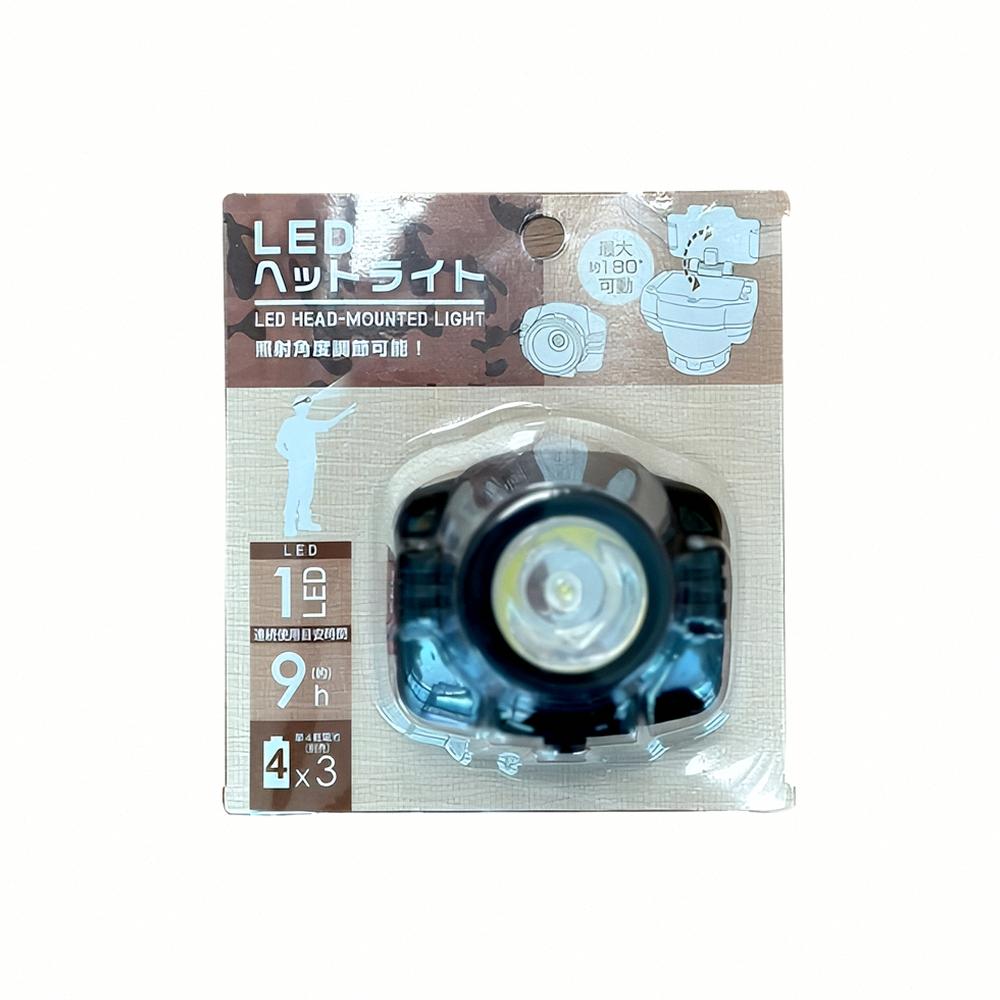 LED
ヘッドライト
LED HEAD-MOUNTED LIGHT
照射角度調節可能！
最大
約180°
可動
LED
1 LED
連続使用目安時間
9(約)h
単4乾電池
(別売)
4x3